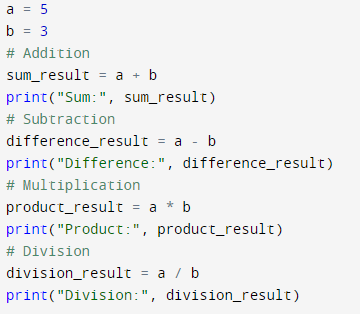 a = 5
b = 3
# Addition
sum_result = a + b
print("Sum:", sum_result)
# Subtraction
difference_result = a - b
print("Difference:", difference_result)
# Multiplication
product_result = a * b
print("Product:", product_result)
# Division
division_result = a / b
print("Division:", division_result)